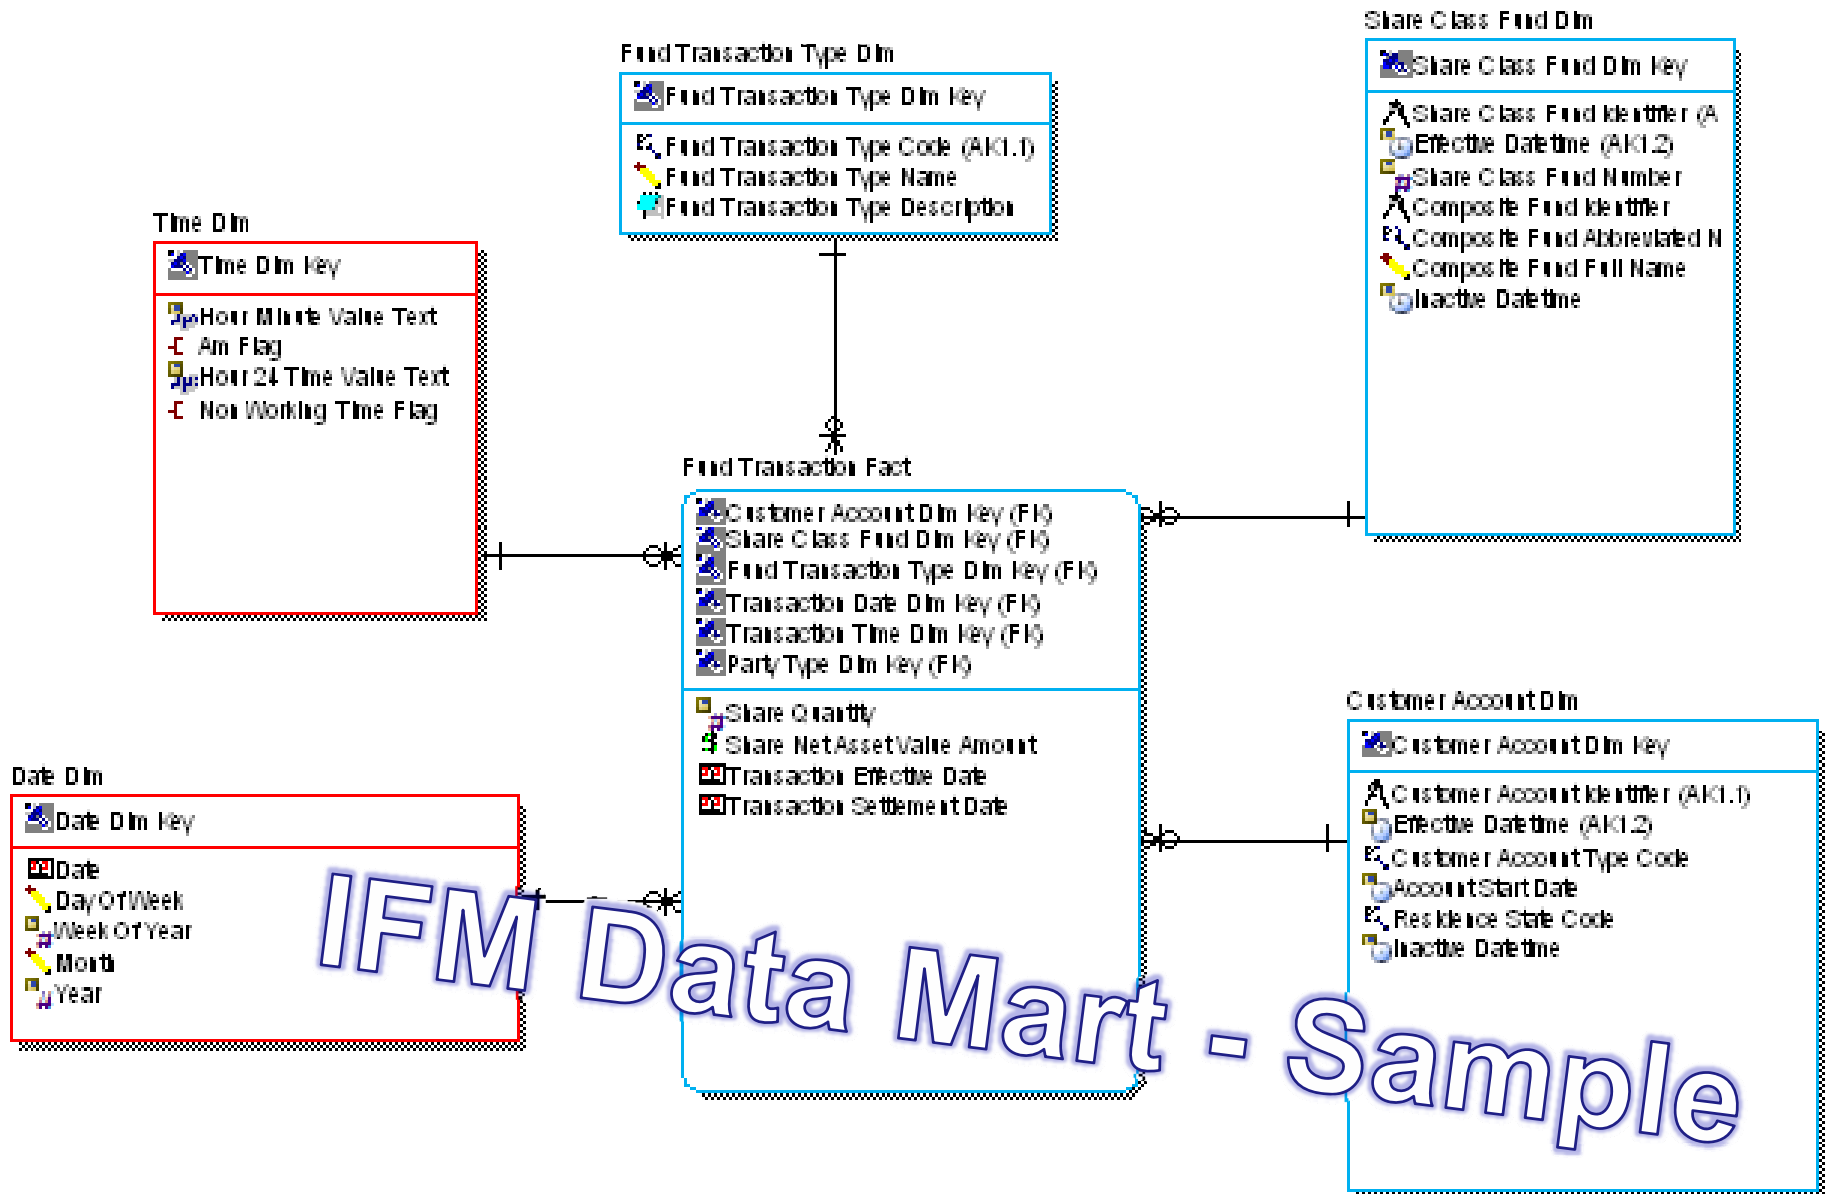 Share Class Fund Dim
Share Class Fund Dim Key
Share Class Fund Identifier (A
Effective Datetime (AK1.2)
Share Class Fund Number
Composite Fund Identifier
Composite Fund Abbreviated N
Composite Fund Full Name
Inactive Datetime
Fund Transaction Type Dim
Fund Transaction Type Dim Key
Fund Transaction Type Code (AK1.1)
Fund Transaction Type Name
Fund Transaction Type Description
Time Dim
Time Dim Key
Hour Minute Value Text
Am Flag
Hour 24 Time Value Text
Non Working Time Flag
Fund Transaction Fact
Customer Account Dim Key (FK)
Share Class Fund Dim Key (FK)
Fund Transaction Type Dim Key (FK)
Transaction Date Dim Key (FK)
Transaction Time Dim Key (FK)
Party Type Dim Key (FK)
Share Quantity
Share Net Asset Value Amount
Transaction Effective Date
Transaction Settlement Date
Customer Account Dim
Customer Account Dim Key
Customer Account Identifier (AK1.1)
Effective Datetime (AK1.2)
Customer Account Type Code
Account Start Date
Residence State Code
Inactive Datetime
Date Dim
Date Dim Key
Date
Day Of Week
Week Of Year
Month
Year
IFM Data Mart - Sample